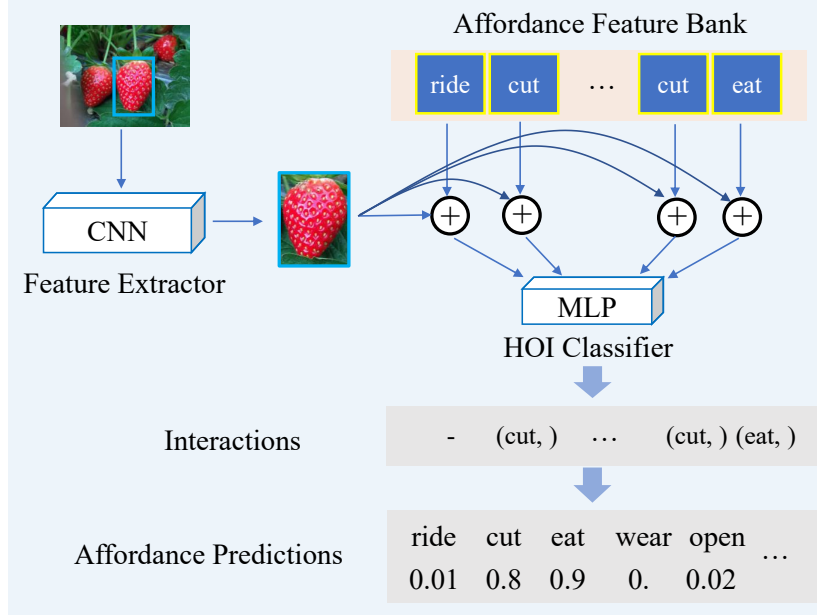 Affordance Feature Bank
ride cut … cut eat
+ + + +
CNN
Feature Extractor
MLP
HOI Classifier
Interactions - (cut, ) … (cut, ) (eat, )
Affordance Predictions
ride cut eat wear open …
0.01 0.8 0.9 0. 0.02